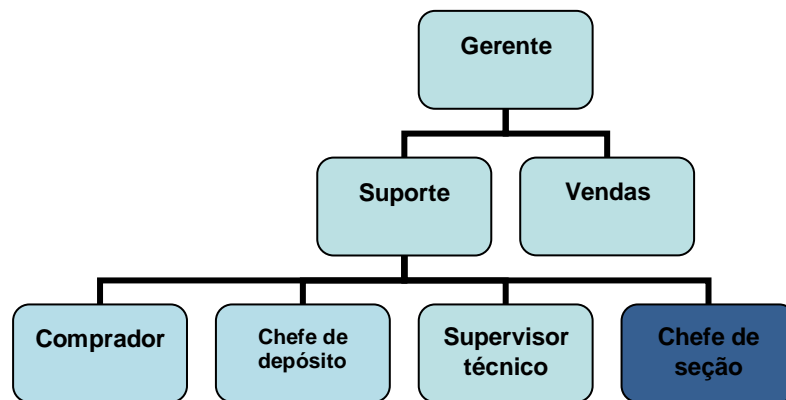 Gerente
Suporte
Vendas
Comprador
Chefe de
depósito
Supervisor
técnico
Chefe de
seção